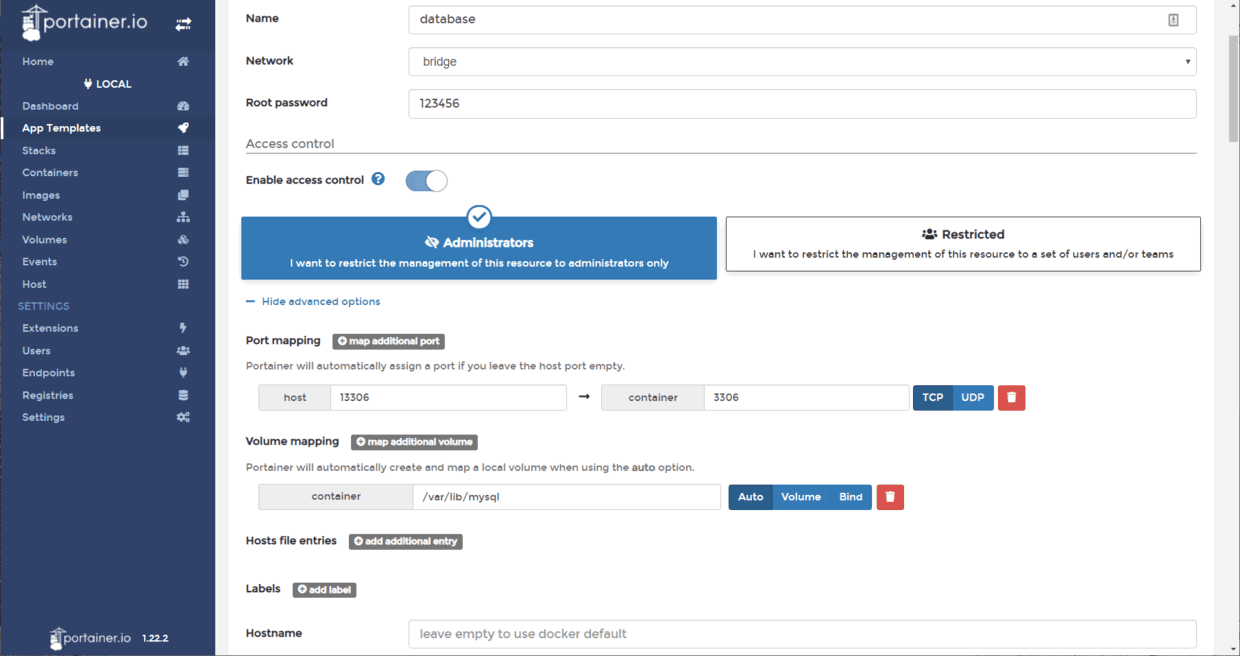 portainer.io
Home
LOCAL
Dashboard
App Templates
Stacks
Containers
Images
Networks
Volumes
Events
Host
SETTINGS
Extensions
Users
Endpoints
Registries
Settings
portainer.io 1.22.2
Name database
Network bridge
Root password 123456
Access control
Enable access control
Administrators
I want to restrict the management of this resource to administrators only
Restricted
I want to restrict the management of this resource to a set of users and/or teams
Hide advanced options
Port mapping map additional port
Portainer will automatically assign a port if you leave the host port empty.
host 13306 → container 3306 TCP UDP
Volume mapping map additional volume
Portainer will automatically create and map a local volume when using the auto option.
container /var/lib/mysql Auto Volume Bind
Hosts file entries add additional entry
Labels add label
Hostname leave empty to use docker default